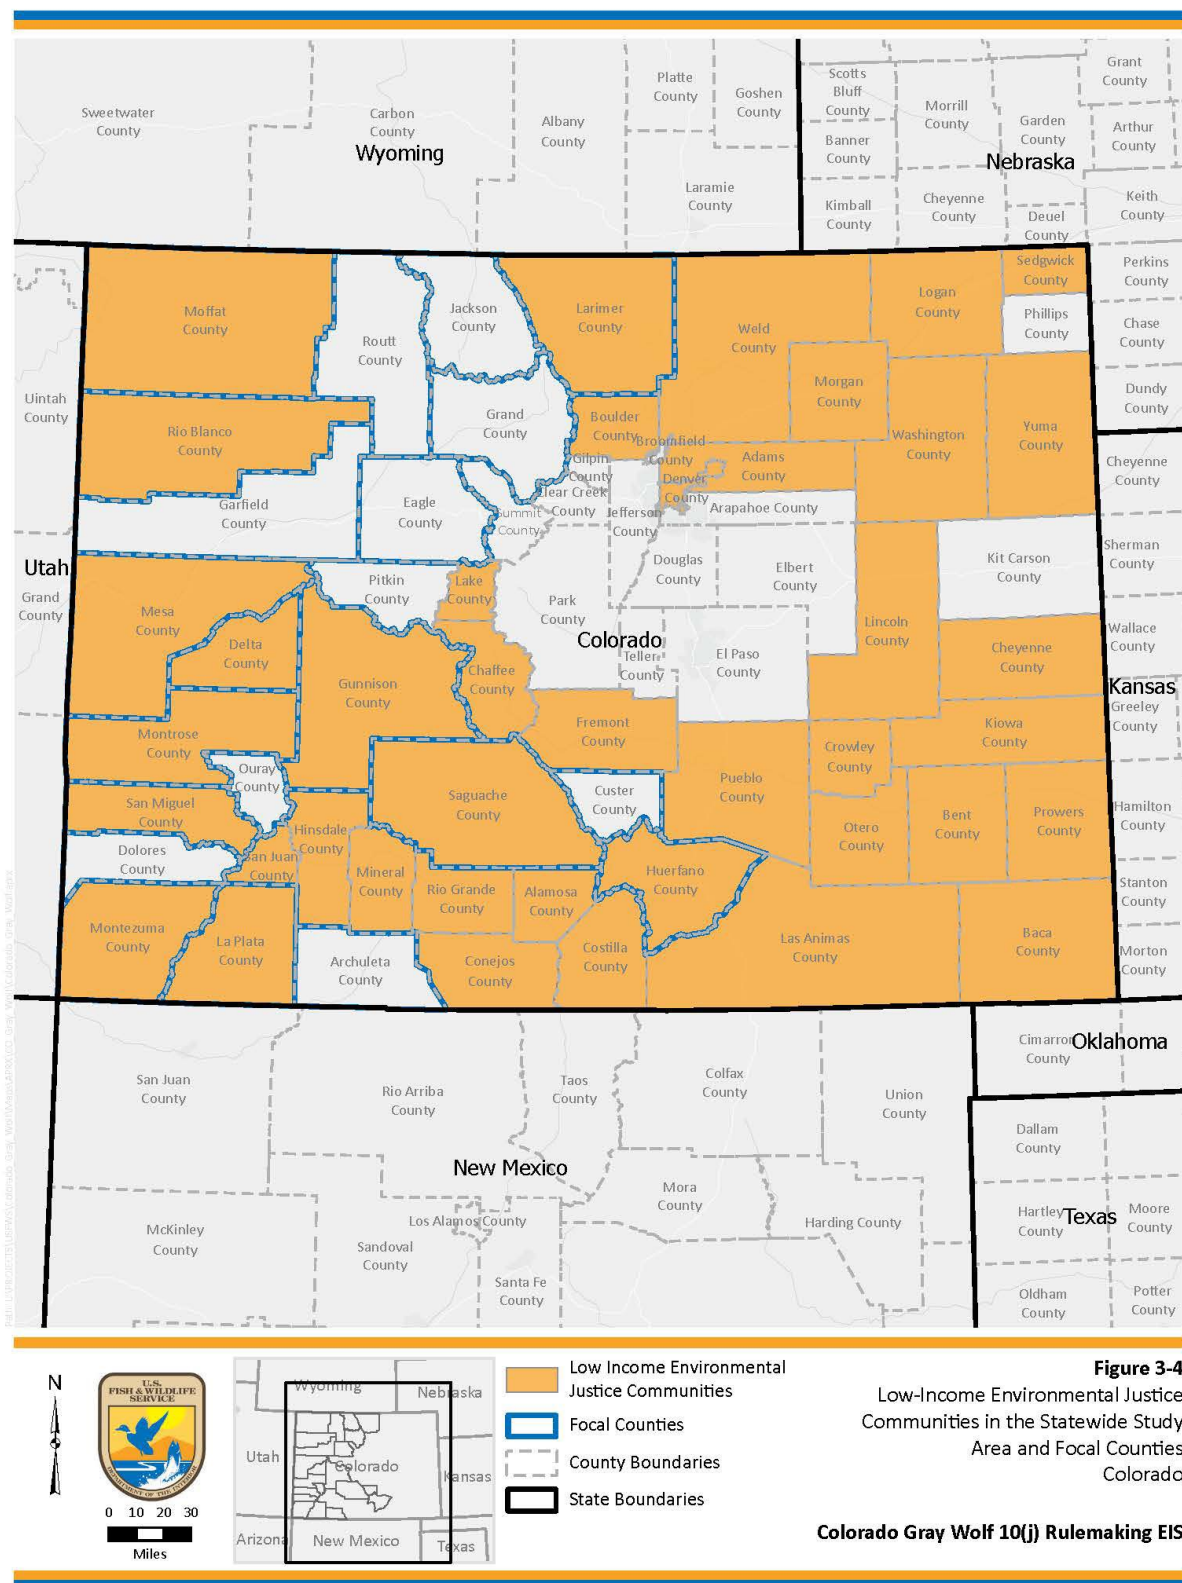 Sweetwater
County
Carbon
County
Wyoming
Albany
County
Platte
County
Goshen
County
Laramie
County
Scotts
Bluff
County
Banner
County
Kimball
County
Morrill
County
Cheyenne
County
Garden
County
Nebraska
Deuel
County
Grant
County
Arthur
County
Keith
County
Perkins
County
Chase
County
Dundy
County
Moffat
County
Routt
County
Jackson
County
Larimer
County
Weld
County
Logan
County
Sedgwick
County
Phillips
County
Uintah
County
Rio Blanco
County
Grand
County
Boulder
County
Broomfield
County
Morgan
County
Washington
County
Yuma
County
Cheyenne
County
Garfield
County
Eagle
County
Summit
County
Gilpin
County
Clear Creek
County
Jefferson
County
Denver
County
Adams
County
Arapahoe County
Utah
Grand
County
Mesa
County
Pitkin
County
Lake
County
Park
County
Douglas
County
Elbert
County
Kit Carson
County
Sherman
County
Delta
County
Gunnison
County
Chaffee
County
Colorado
Teller
County
El Paso
County
Lincoln
County
Cheyenne
County
Wallace
County
Kansas
Greeley
County
Montrose
County
Ouray
County
Fremont
County
Crowley
County
Kiowa
County
San Miguel
County
Hinsdale
County
Saguache
County
Custer
County
Pueblo
County
Otero
County
Bent
County
Prowers
County
Hamilton
County
Dolores
County
San Juan
County
Mineral
County
Rio Grande
County
Alamosa
County
Huerfano
County
Stanton
County
Montezuma
County
La Plata
County
Archuleta
County
Conejos
County
Costilla
County
Las Animas
County
Baca
County
Morton
County
San Juan
County
Rio Arriba
County
Taos
County
Colfax
County
Union
County
Cimarron
County
Oklahoma
Dallam
County
New Mexico
Mora
County
Harding County
Hartley
County
Texas
Moore
County
McKinley
County
Los Alamos County
Sandoval
County
Santa Fe
County
Oldham
County
Potter
County
N
U.S.
FISH & WILDLIFE
SERVICE
DEPARTMENT OF THE INTERIOR
0 10 20 30
Miles
Wyoming
Nebraska
Utah
Colorado
Kansas
Arizona
New Mexico
Texas
Low Income Environmental
Justice Communities
Focal Counties
County Boundaries
State Boundaries
Figure 3-4
Low-Income Environmental Justice
Communities in the Statewide Study
Area and Focal Counties
Colorado
Colorado Gray Wolf 10(j) Rulemaking EIS